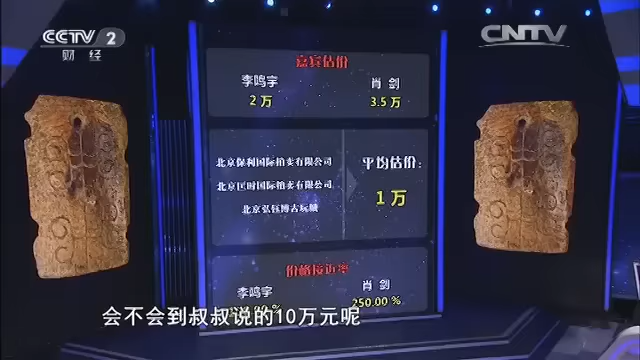 CCTV 2
财 经
CNTV
嘉宾估价
李鸣宇 肖 剑
2 万 3.5 万
北京保利国际拍卖有限公司
北京匡时国际拍卖有限公司
北京弘钰博古玩城
平均估价:
1 万
价格接近率
李鸣宇 肖 剑
250.00 %
会不会到叔叔说的10万元呢